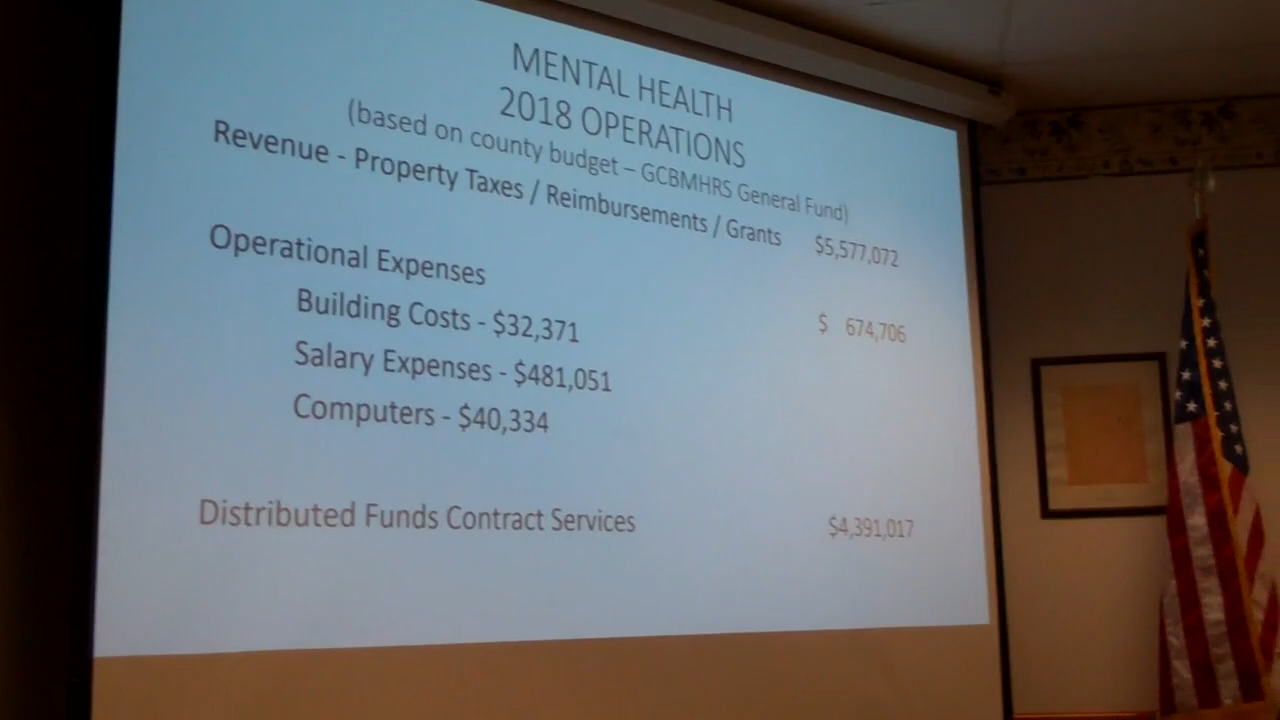 MENTAL HEALTH
2018 OPERATIONS
(based on county budget – GCBMHRS General Fund)
Revenue - Property Taxes / Reimbursements / Grants $5,577,072
Operational Expenses $ 674,706
Building Costs - $32,371
Salary Expenses - $481,051
Computers - $40,334
Distributed Funds Contract Services $4,391,017